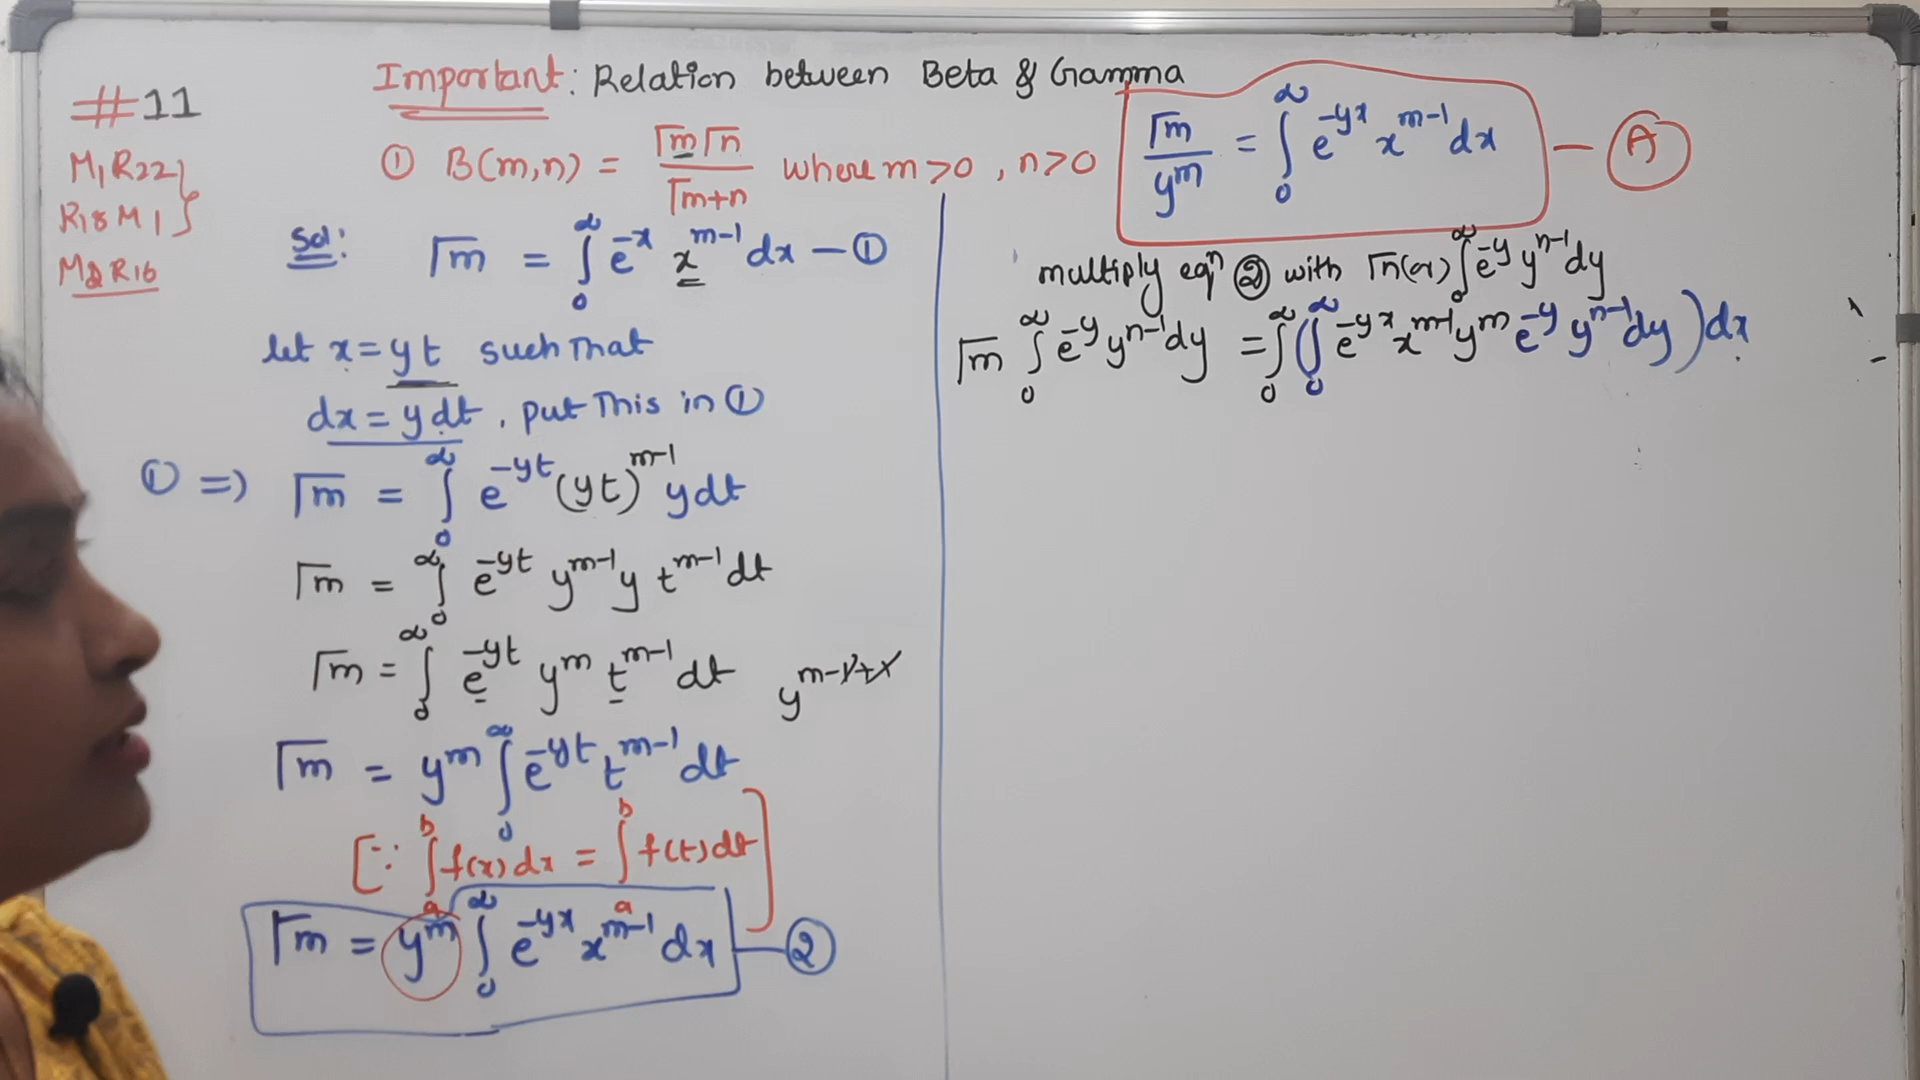 #11
M1R22}
R18M1}
M2R16
Important: Relation between Beta & Gamma
① B(m,n) = Γm Γn / Γm+n where m>0, n>0
Sol: Γm = ∫₀^∞ e^-x x^m-1 dx — ①
let x = yt such that
dx = y dt, put this in ①
① => Γm = ∫₀^∞ e^-yt (yt)^m-1 y dt
Γm = ∫₀^∞ e^-yt y^m-1 y t^m-1 dt
Γm = ∫₀^∞ e^-yt y^m t^m-1 dt y^m-1+1
Γm = y^m ∫₀^∞ e^-yt t^m-1 dt
[∵ ∫ₐ^b f(x) dx = ∫ₐ^b f(t) dt]
Γm = y^m ∫₀^∞ e^-yx x^m-1 dx — ②
Γm / y^m = ∫₀^∞ e^-yx x^m-1 dx — Ⓐ
multiply eqn ② with Γn (or) ∫₀^∞ e^-y y^n-1 dy
Γm ∫₀^∞ e^-y y^n-1 dy = ∫₀^∞ (∫₀^∞ e^-yx x^m-1 y^m e^-y y^n-1 dy) dx